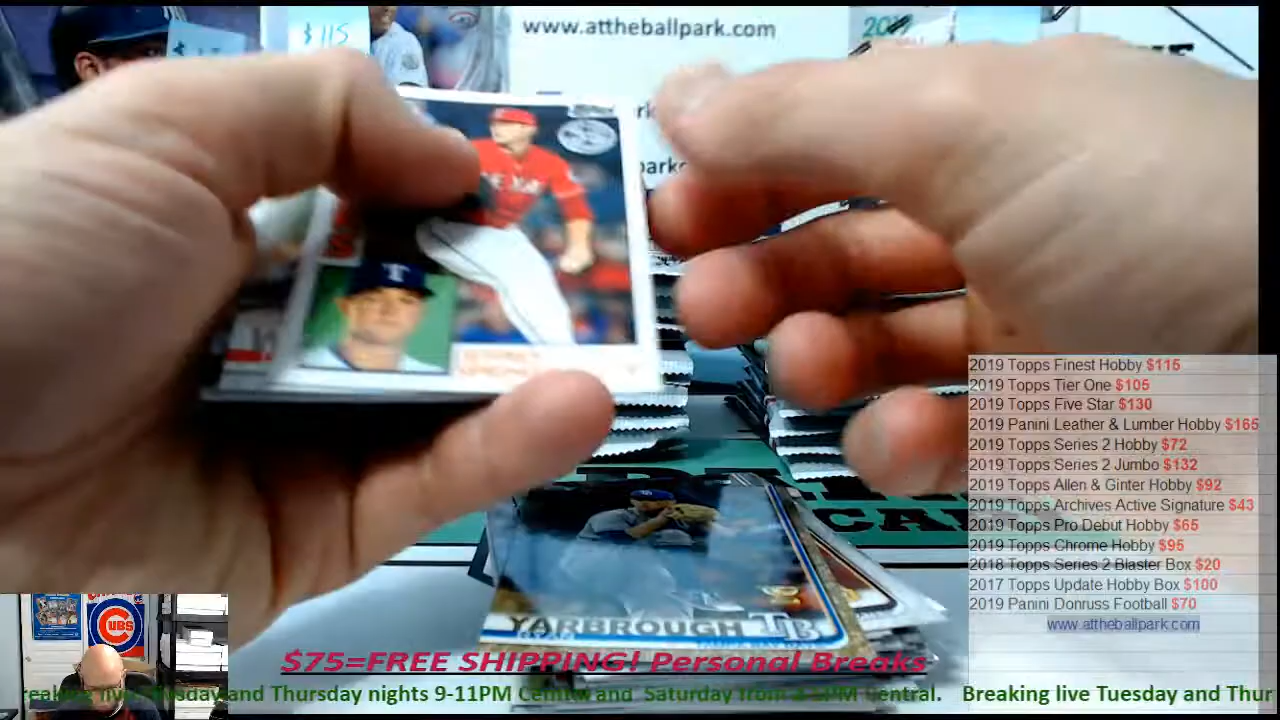 $115
www.attheballpark.com
2019 Topps Finest Hobby $115
2019 Topps Tier One $105
2019 Topps Five Star $130
2019 Panini Leather & Lumber Hobby $165
2019 Topps Series 2 Hobby $72
2019 Topps Series 2 Jumbo $132
2019 Topps Allen & Ginter Hobby $92
2019 Topps Archives Active Signature $43
2019 Topps Pro Debut Hobby $65
2019 Topps Chrome Hobby $95
2018 Topps Series 2 Blaster Box $20
2017 Topps Update Hobby Box $100
2019 Panini Donruss Football $70
www.attheballpark.com
T
YARBROUGH TB
CUBS
$75=FREE SHIPPING! Personal Breaks
and Thursday nights 9-11PM Central and Saturday from Central. Breaking live Tuesday and Thur